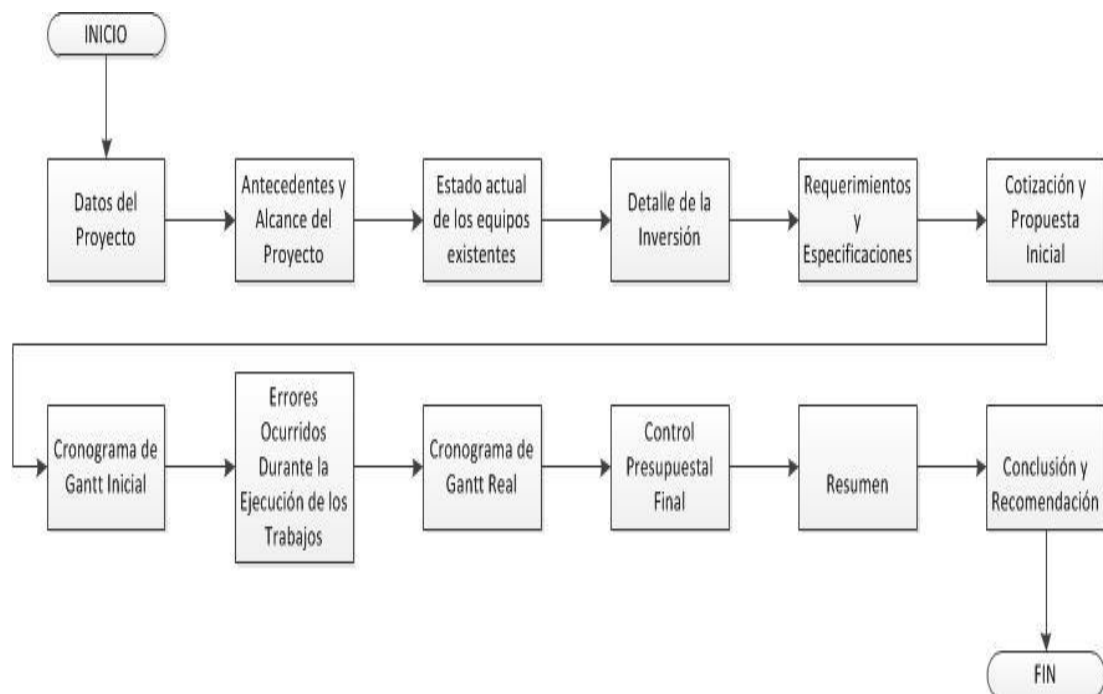 INICIO
Datos del
Proyecto
Antecedentes y
Alcance del
Proyecto
Estado actual
de los equipos
existentes
Detalle de la
Inversión
Requerimientos
y
Especificaciones
Cotización y
Propuesta
Inicial
Cronograma de
Gantt Inicial
Errores
Ocurridos
Durante la
Ejecución de los
Trabajos
Cronograma de
Gantt Real
Control
Presupuestal
Final
Resumen
Conclusión y
Recomendación
FIN